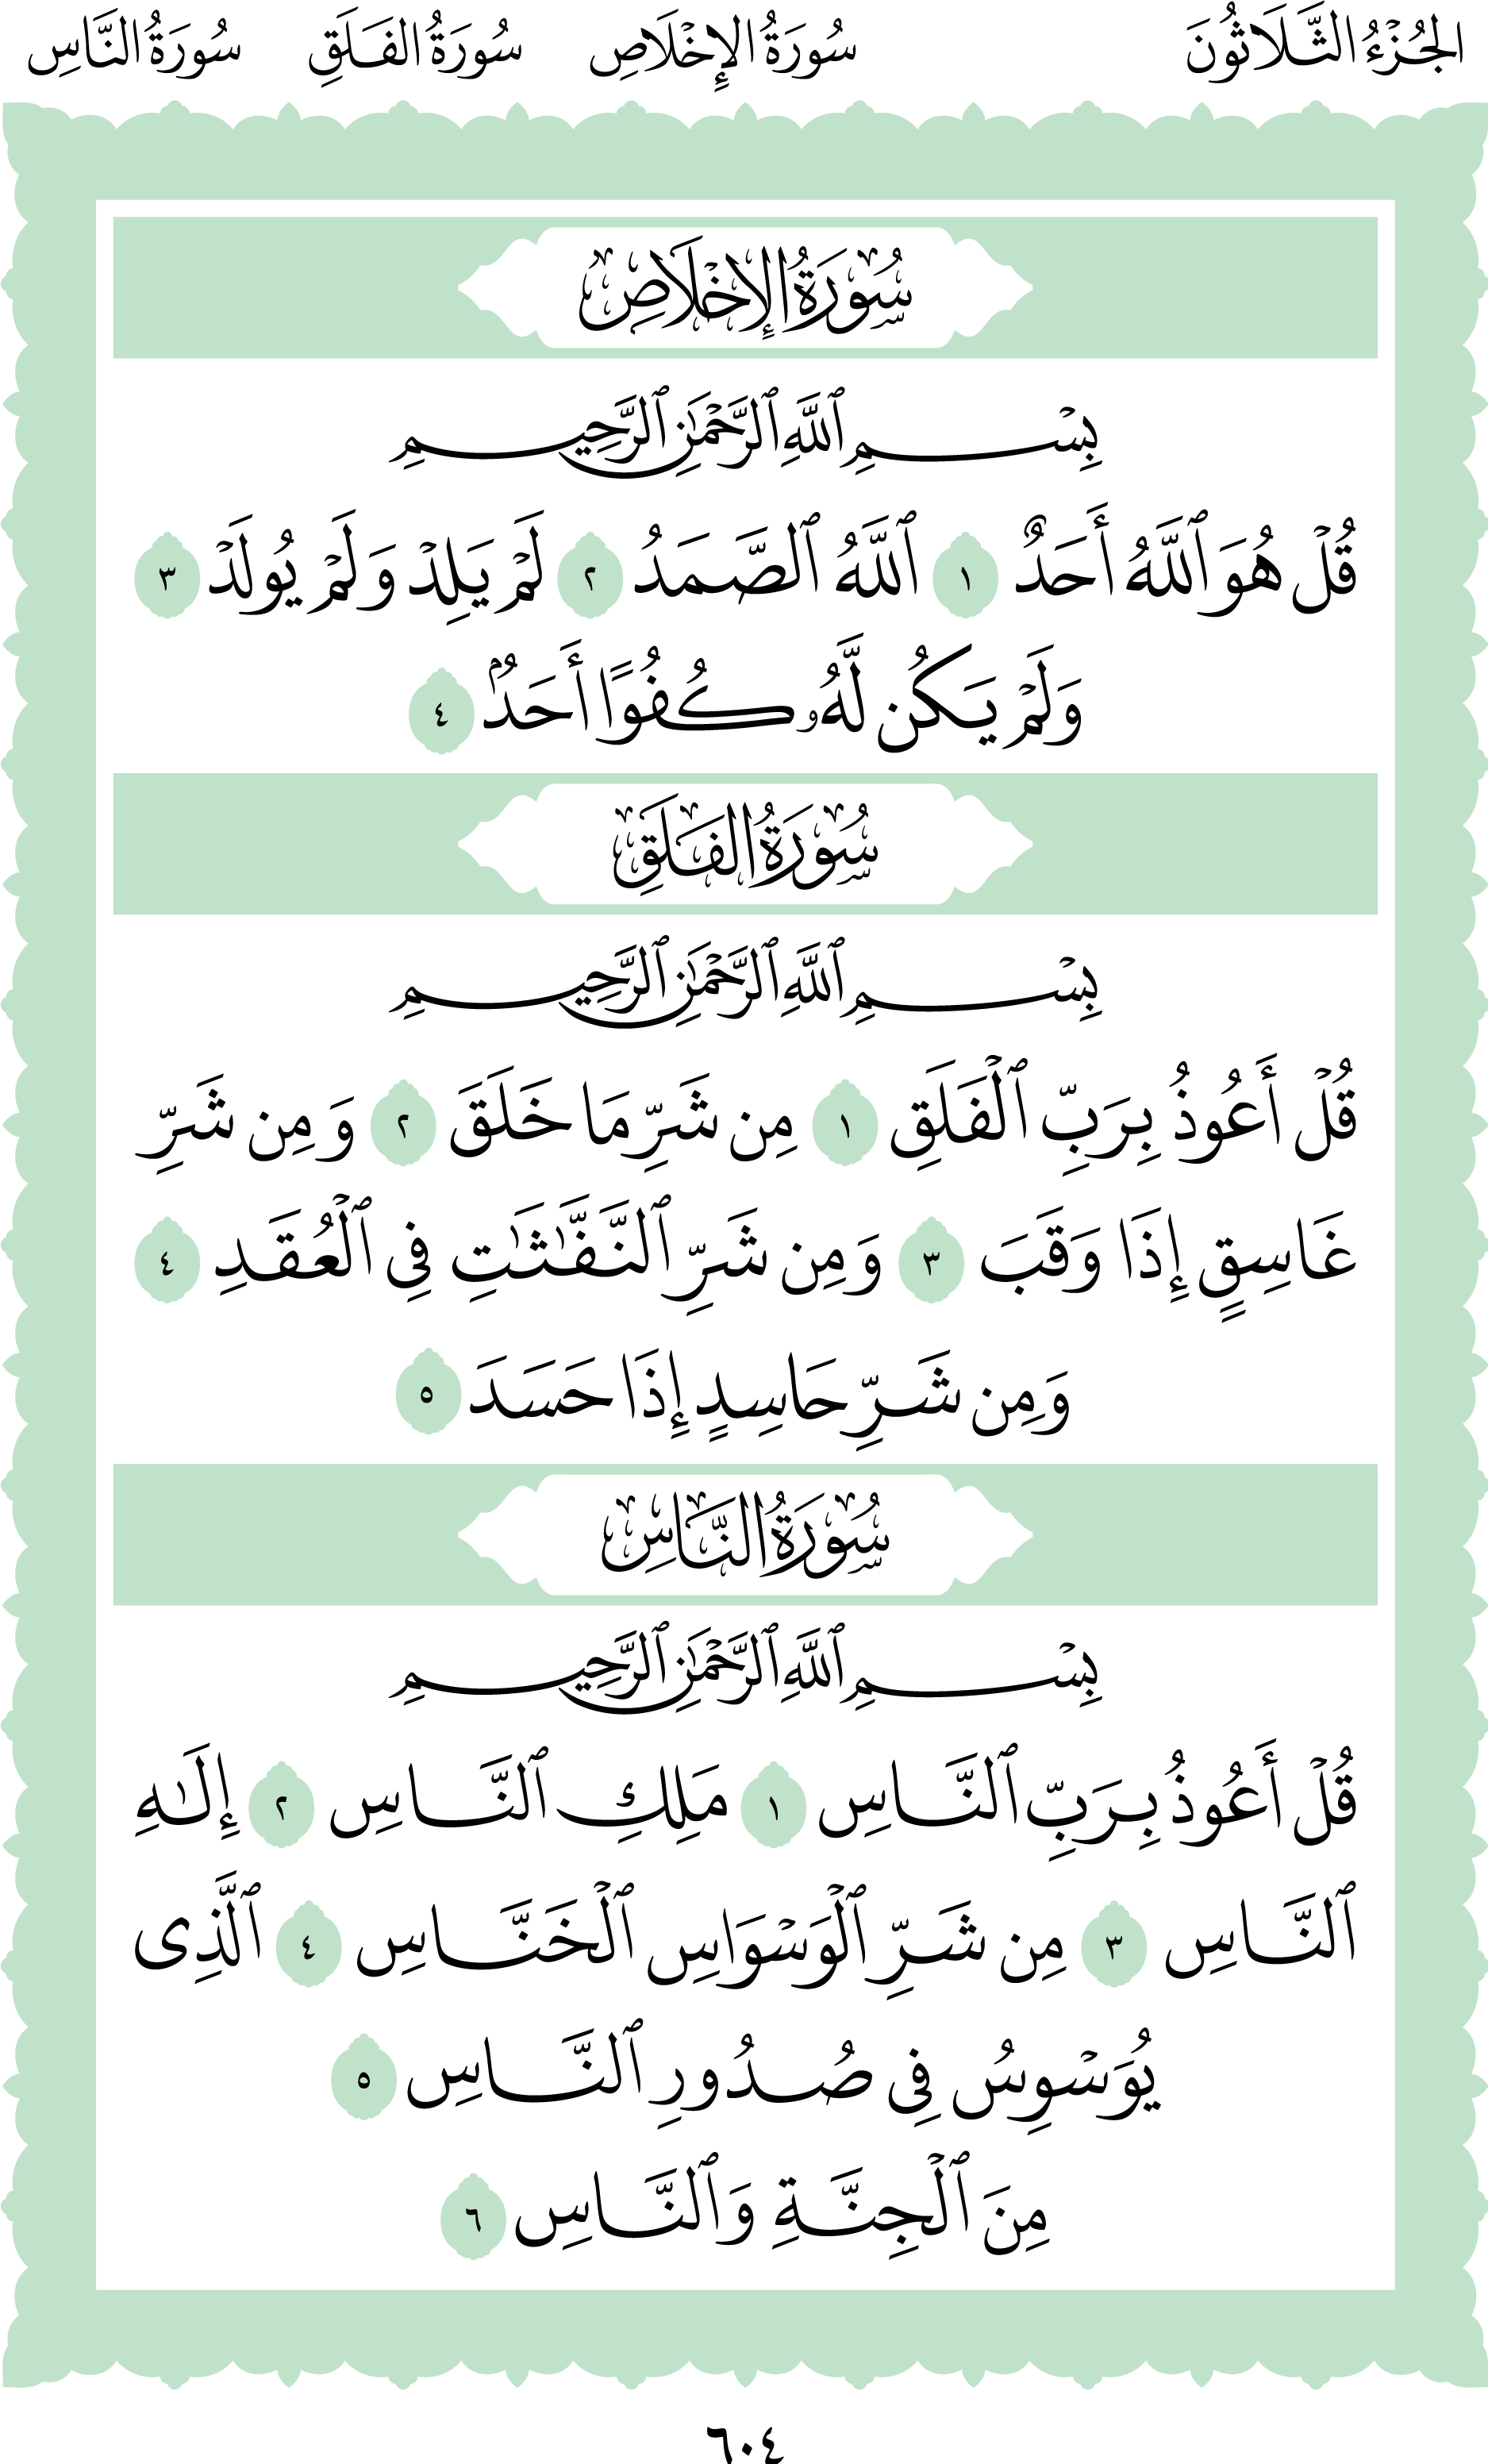 الجُزْءُ الثَّلَاثُونَ سُورَةُ الإِخْلَاصِ سُورَةُ الفَلَقِ سُورَةُ النَّاسِ
سُورَةُ الإِخْلَاصِ
بِسْمِ ٱللَّهِ ٱلرَّحْمَٰنِ ٱلرَّحِيمِ
قُلْ هُوَ ٱللَّهُ أَحَدٌ ١ ٱللَّهُ ٱلصَّمَدُ ٢ لَمْ يَلِدْ وَلَمْ يُولَدْ ٣
وَلَمْ يَكُن لَّهُۥ كُفُوًا أَحَدٌۢ ٤
سُورَةُ الفَلَقِ
بِسْمِ ٱللَّهِ ٱلرَّحْمَٰنِ ٱلرَّحِيمِ
قُلْ أَعُوذُ بِرَبِّ ٱلْفَلَقِ ١ مِن شَرِّ مَا خَلَقَ ٢ وَمِن شَرِّ
غَاسِقٍ إِذَا وَقَبَ ٣ وَمِن شَرِّ ٱلنَّفَّٰثَٰتِ فِى ٱلْعُقَدِ ٤
وَمِن شَرِّ حَاسِدٍ إِذَا حَسَدَ ٥
سُورَةُ النَّاسِ
بِسْمِ ٱللَّهِ ٱلرَّحْمَٰنِ ٱلرَّحِيمِ
قُلْ أَعُوذُ بِرَبِّ ٱلنَّاسِ ١ مَلِكِ ٱلنَّاسِ ٢ إِلَٰهِ
ٱلنَّاسِ ٣ مِن شَرِّ ٱلْوَسْوَاسِ ٱلْخَنَّاسِ ٤ ٱلَّذِى
يُوَسْوِسُ فِى صُدُورِ ٱلنَّاسِ ٥
مِنَ ٱلْجِنَّةِ وَٱلنَّاسِ ٦
٦٠٤